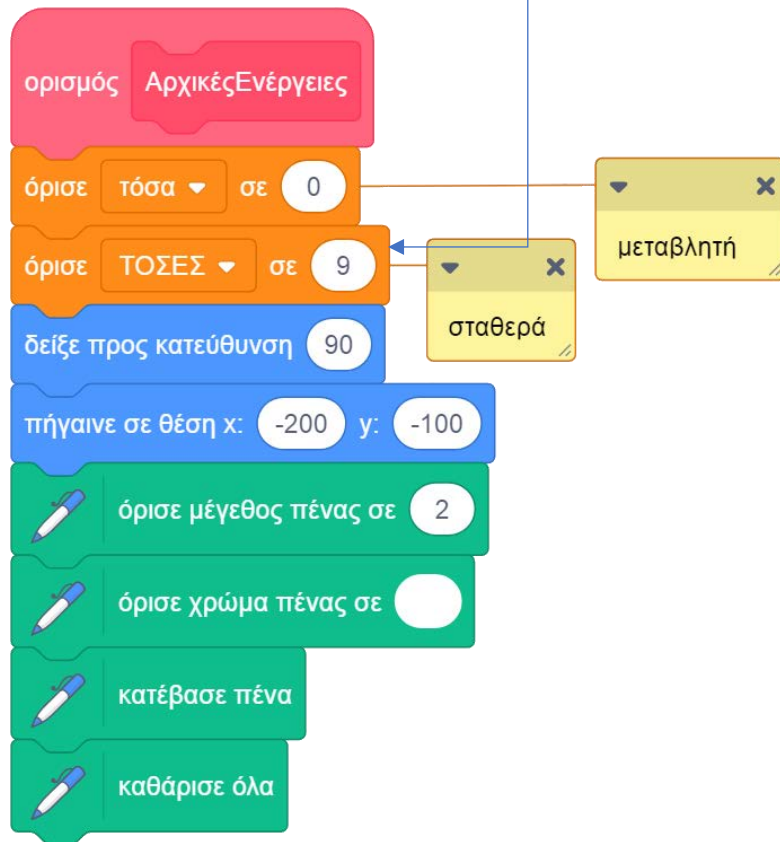 ορισμός ΑρχικέςΕνέργειες
όρισε τόσα σε 0
μεταβλητή
όρισε ΤΟΣΕΣ σε 9
σταθερά
δείξε προς κατεύθυνση 90
πήγαινε σε θέση x: -200 y: -100
όρισε μέγεθος πένας σε 2
όρισε χρώμα πένας σε
κατέβασε πένα
καθάρισε όλα